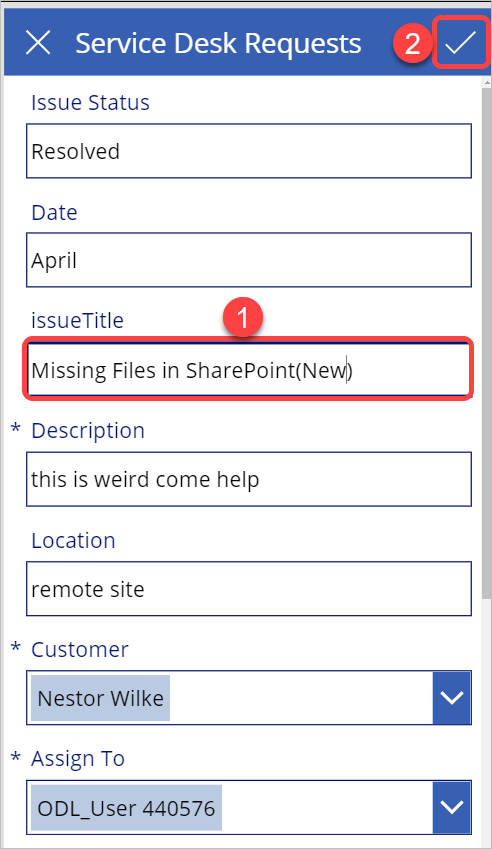 Service Desk Requests 2
Issue Status
Resolved
Date
April
issueTitle 1
Missing Files in SharePoint(New)
* Description
this is weird come help
Location
remote site
* Customer
Nestor Wilke
* Assign To
ODL_User 440576